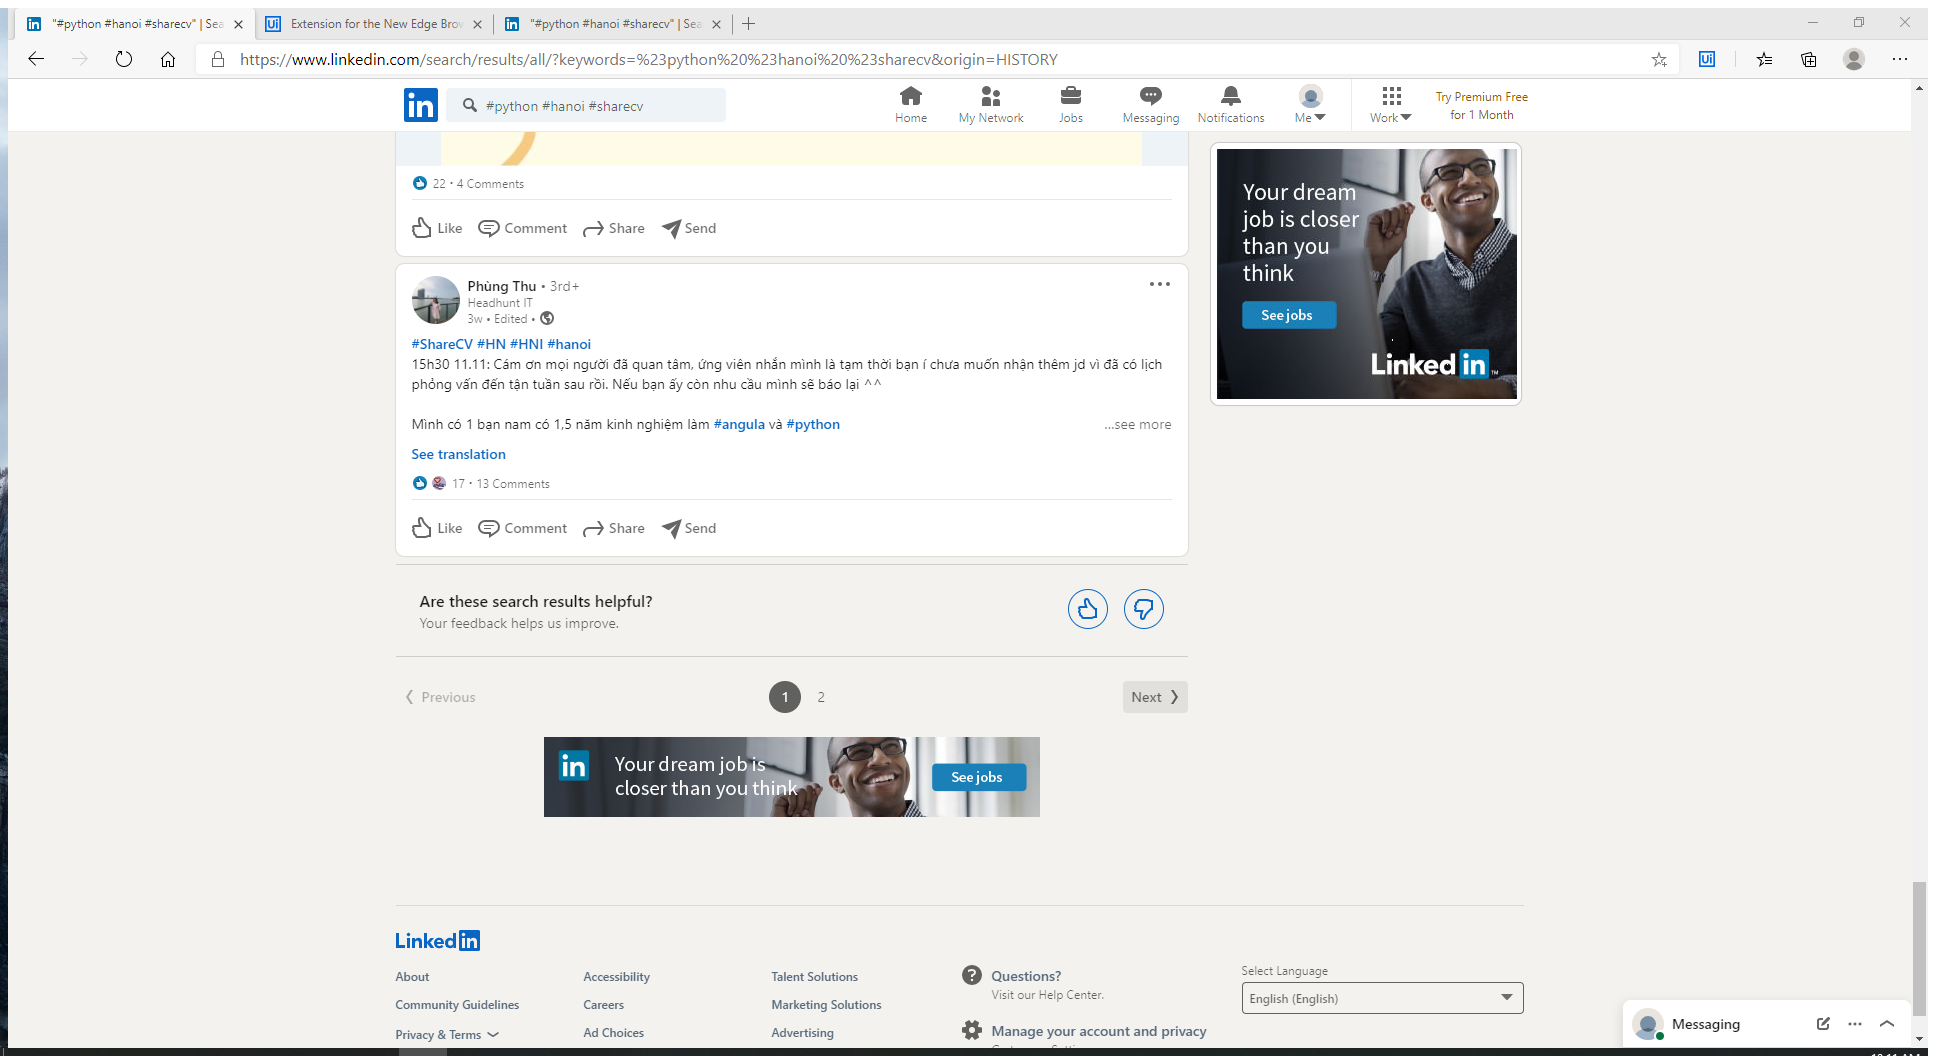 "#python #hanoi #sharecv" | Sea
Extension for the New Edge Brow
"#python #hanoi #sharecv" | Sea
https://www.linkedin.com/search/results/all/?keywords=%23python%20%23hanoi%20%23sharecv&origin=HISTORY
Ui
in
#python #hanoi #sharecv
Home
My Network
Jobs
Messaging
Notifications
Me
Work
Try Premium Free
for 1 Month
22 • 4 Comments
Like Comment Share Send
Phùng Thu • 3rd+
Headhunt IT
3w • Edited •
#ShareCV #HN #HNI #hanoi
15h30 11.11: Cám ơn mọi người đã quan tâm, ứng viên nhắn mình là tạm thời bạn í chưa muốn nhận thêm jd vì đã có lịch
phỏng vấn đến tận tuần sau rồi. Nếu bạn ấy còn nhu cầu mình sẽ báo lại ^^
Mình có 1 bạn nam có 1,5 năm kinh nghiệm làm #angula và #python
...see more
See translation
17 • 13 Comments
Like Comment Share Send
Your dream
job is closer
than you
think
See jobs
Linked in
Are these search results helpful?
Your feedback helps us improve.
Previous
1 2
Next
in
Your dream job is
closer than you think
See jobs
Linked in
About
Accessibility
Talent Solutions
Community Guidelines
Careers
Marketing Solutions
Privacy & Terms
Ad Choices
Advertising
Questions?
Visit our Help Center.
Manage your account and privacy
Select Language
English (English)
Messaging